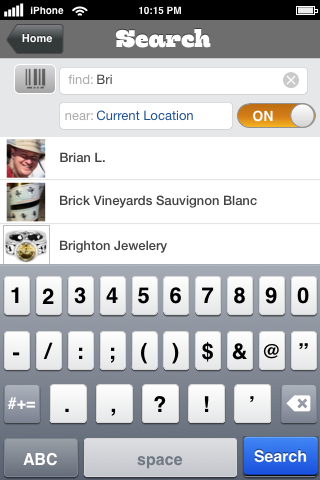 iPhone 10:15 PM
Home Search
find: Bri
near: Current Location ON
Brian L.
Brick Vineyards Sauvignon Blanc
Brighton Jewelery
1 2 3 4 5 6 7 8 9 0
- / : ; ( ) $ & @ ”
#+= . , ? ! ’
ABC space Search